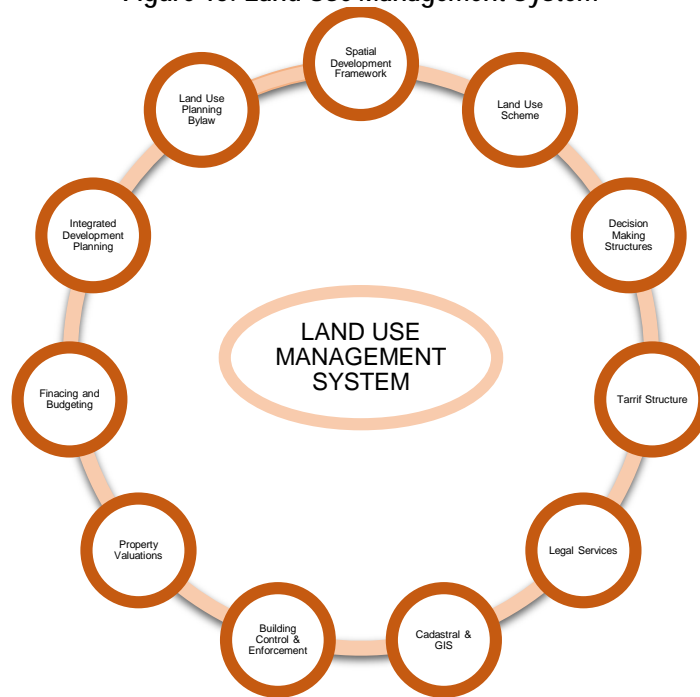 Spatial
Development
Framework
Land Use
Scheme
Decision
Making
Structures
Tarrif Structure
Legal Services
Cadastral &
GIS
Building
Control &
Enforcement
Property
Valuations
Finacing and
Budgeting
Integrated
Development
Planning
Land Use
Planning
Bylaw
LAND USE
MANAGEMENT
SYSTEM